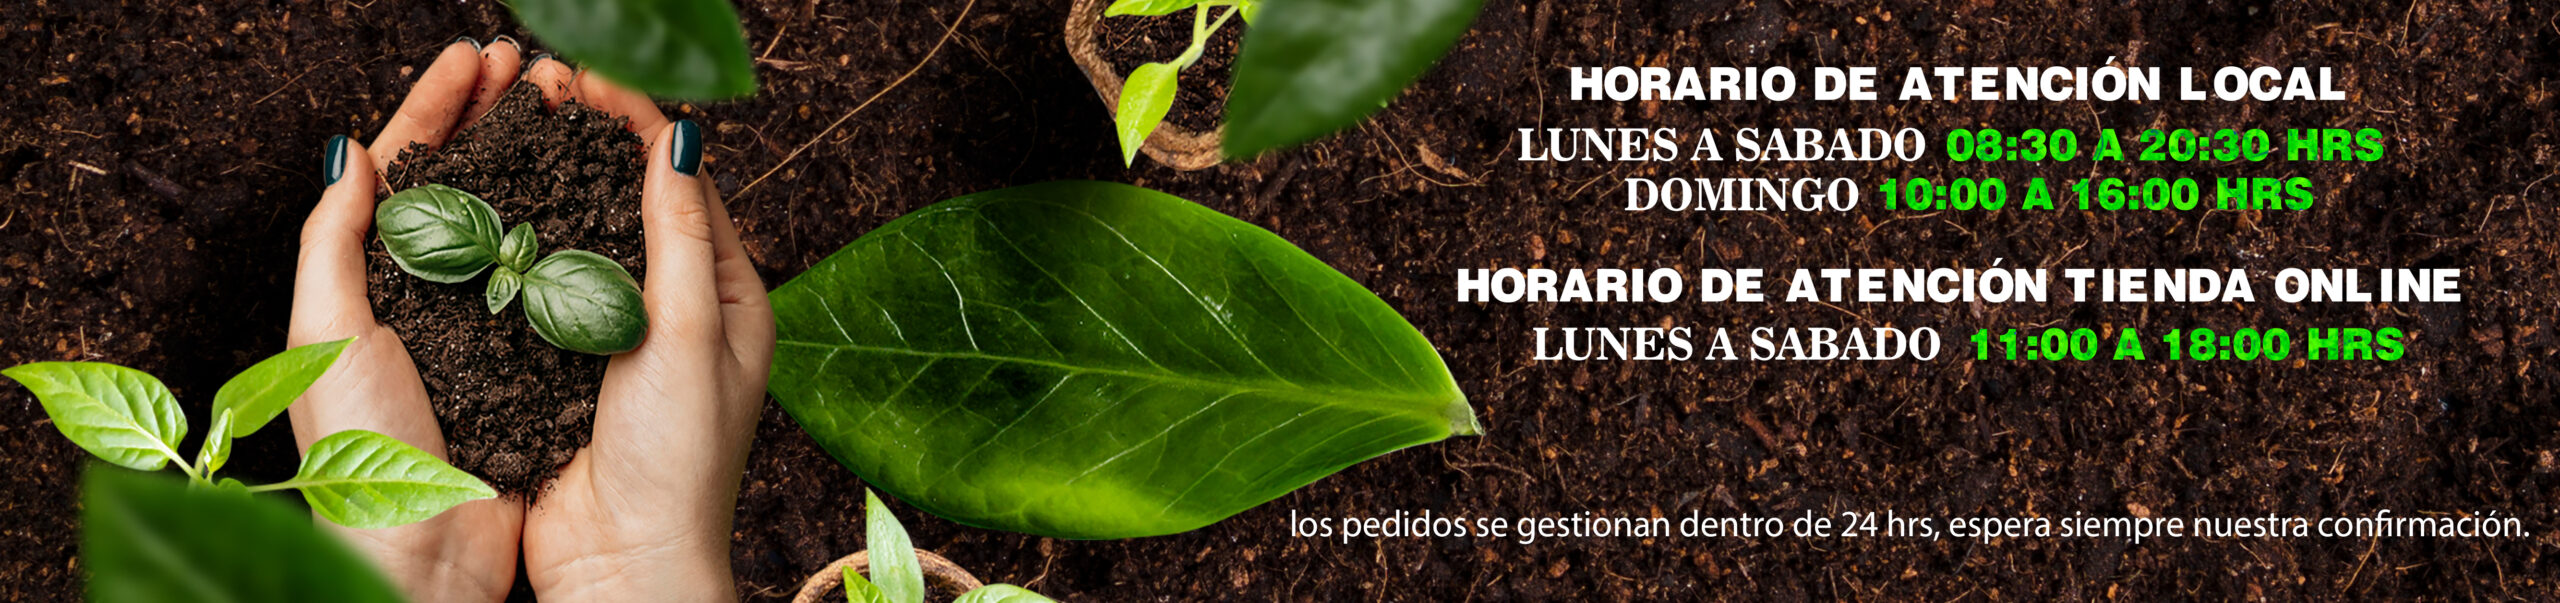 HORARIO DE ATENCIÓN LOCAL
LUNES A SABADO 08:30 A 20:30 HRS
DOMINGO 10:00 A 16:00 HRS
HORARIO DE ATENCIÓN TIENDA ONLINE
LUNES A SABADO 11:00 A 18:00 HRS
los pedidos se gestionan dentro de 24 hrs, espera siempre nuestra confirmación.